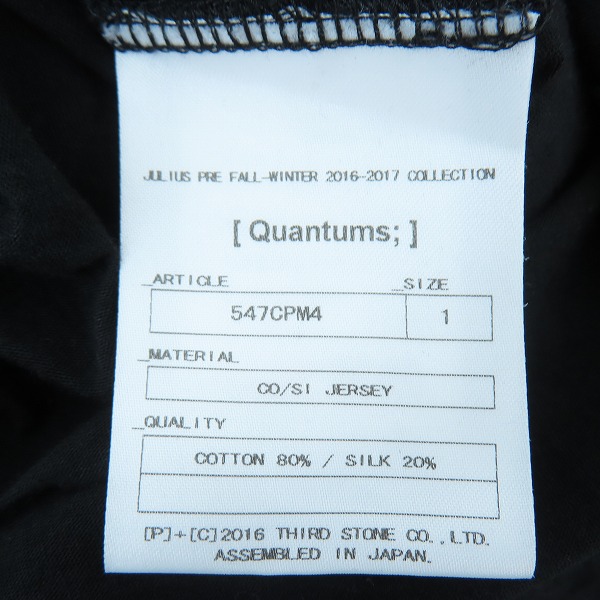 JULIUS PRE FALL-WINTER 2016-2017 COLLECTION
[ Quantums; ]
_ARTICLE _SIZE
547CPM4 1
_MATERIAL
CO/SI JERSEY
_QUALITY
COTTON 80% / SILK 20%
[P]+[C]2016 THIRD STONE CO.,LTD.
ASSEMBLED IN JAPAN.